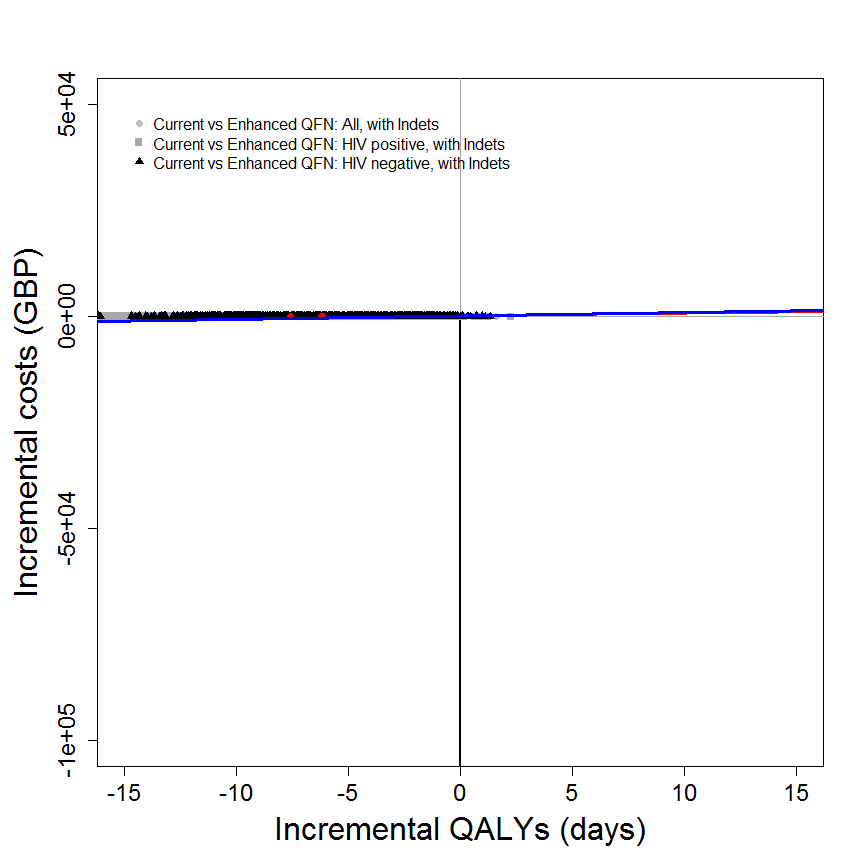 Current vs Enhanced QFN: All, with Indets
Current vs Enhanced QFN: HIV positive, with Indets
Current vs Enhanced QFN: HIV negative, with Indets
Incremental costs (GBP)
5e+04
0e+00
-5e+04
-1e+05
-15 -10 -5 0 5 10 15
Incremental QALYs (days)